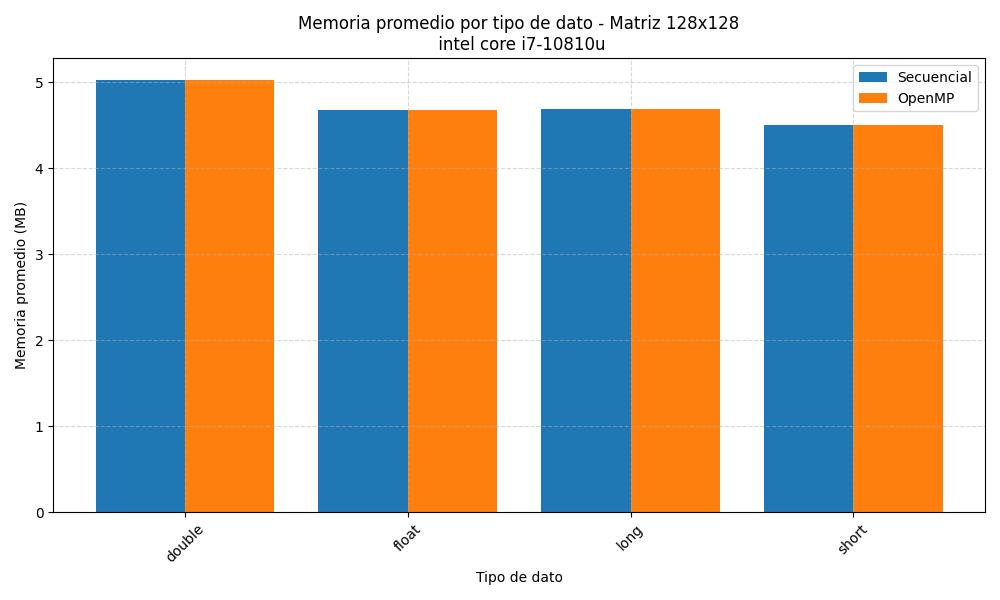 Memoria promedio por tipo de dato - Matriz 128x128
intel core i7-10810u
Secuencial
OpenMP
Memoria promedio (MB)
5
4
3
2
1
0
double
float
long
short
Tipo de dato